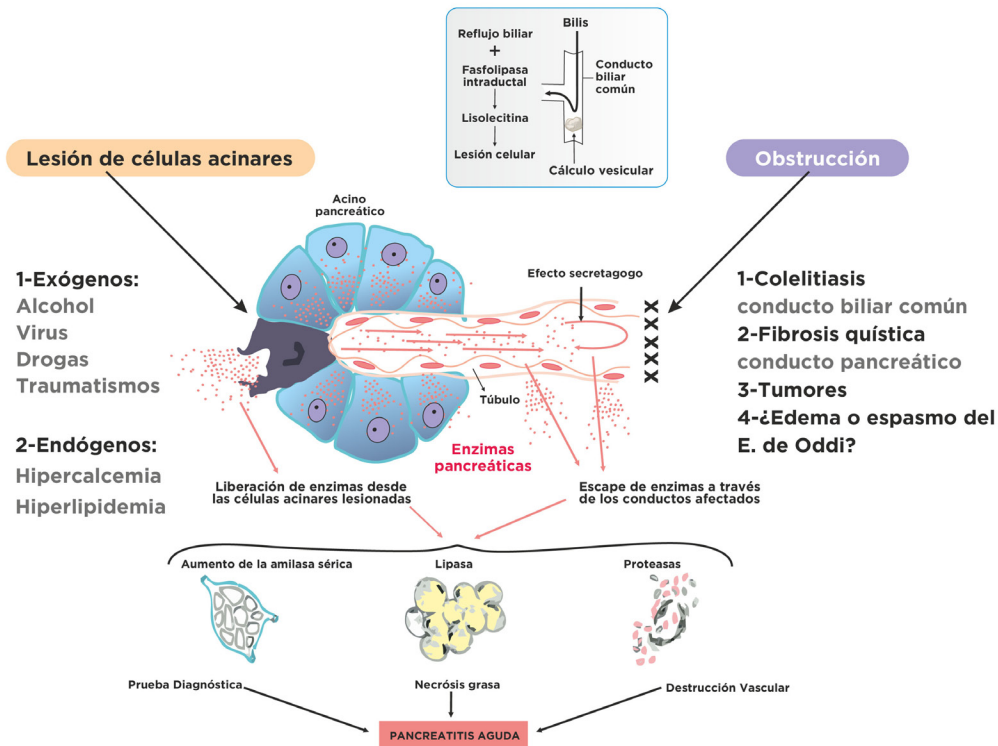 Reflujo biliar
+
Fasfolipasa
intraductal
Lisolecitina
Lesión celular
Bilis
Conducto
biliar
común
Cálculo vesicular
Lesión de células acinares
Obstrucción
Acino
pancreático
Efecto secretagogo
XXXXX
1-Exógenos:
Alcohol
Virus
Drogas
Traumatismos
2-Endógenos:
Hipercalcemia
Hiperlipidemia
1-Colelitiasis
conducto biliar común
2-Fibrosis quística
conducto pancreático
3-Tumores
4-¿Edema o espasmo del
E. de Oddi?
Túbulo
Enzimas
pancreáticas
Liberación de enzimas desde
las células acinares lesionadas
Escape de enzimas a través
de los conductos afectados
Aumento de la amilasa sérica
Lipasa
Proteasas
Prueba Diagnóstica
Necrósis grasa
Destrucción Vascular
PANCREATITIS AGUDA